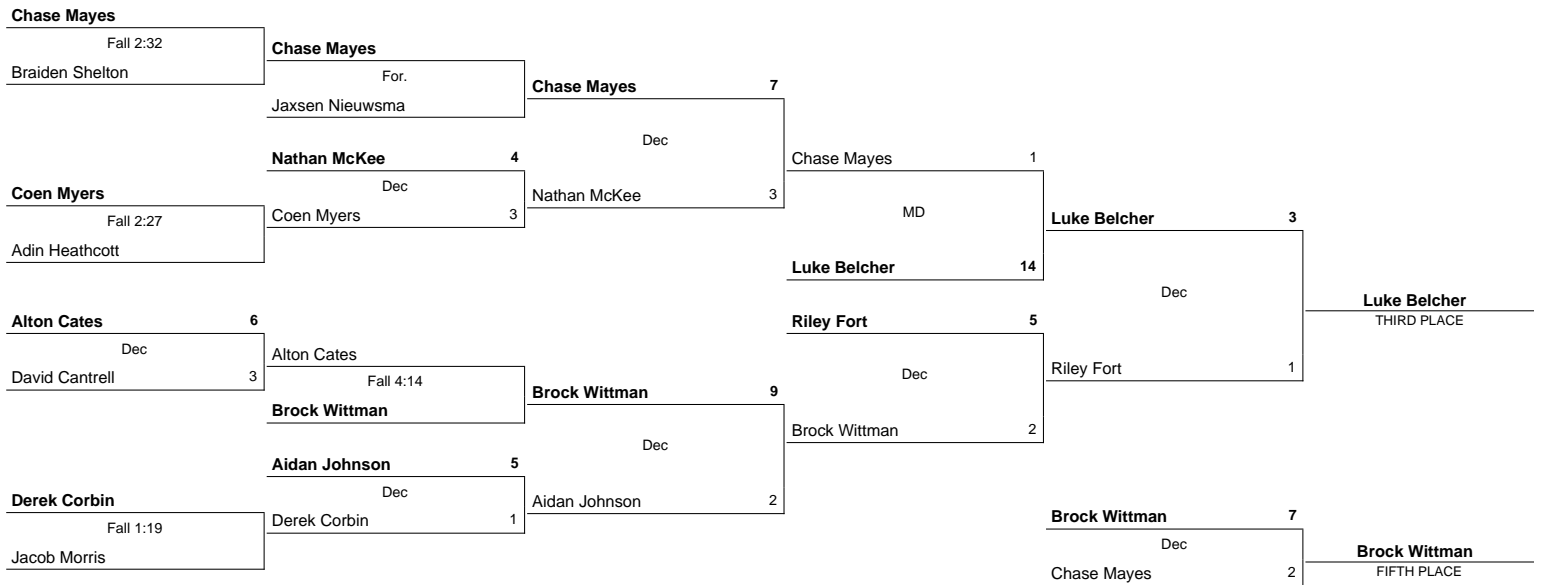 Chase Mayes
Fall 2:32
Braiden Shelton
Coen Myers
Fall 2:27
Adin Heathcott
Alton Cates 6
Dec
David Cantrell 3
Derek Corbin
Fall 1:19
Jacob Morris
Chase Mayes
For.
Jaxsen Nieuwsma
Nathan McKee 4
Dec
Coen Myers 3
Alton Cates
Fall 4:14
Brock Wittman
Aidan Johnson 5
Dec
Derek Corbin 1
Chase Mayes 7
Dec
Nathan McKee 3
Brock Wittman 9
Dec
Aidan Johnson 2
Chase Mayes 1
MD
Luke Belcher 14
Riley Fort 5
Dec
Brock Wittman 2
Luke Belcher 3
Dec
Riley Fort 1
Luke Belcher
THIRD PLACE
Brock Wittman 7
Dec
Chase Mayes 2
Brock Wittman
FIFTH PLACE